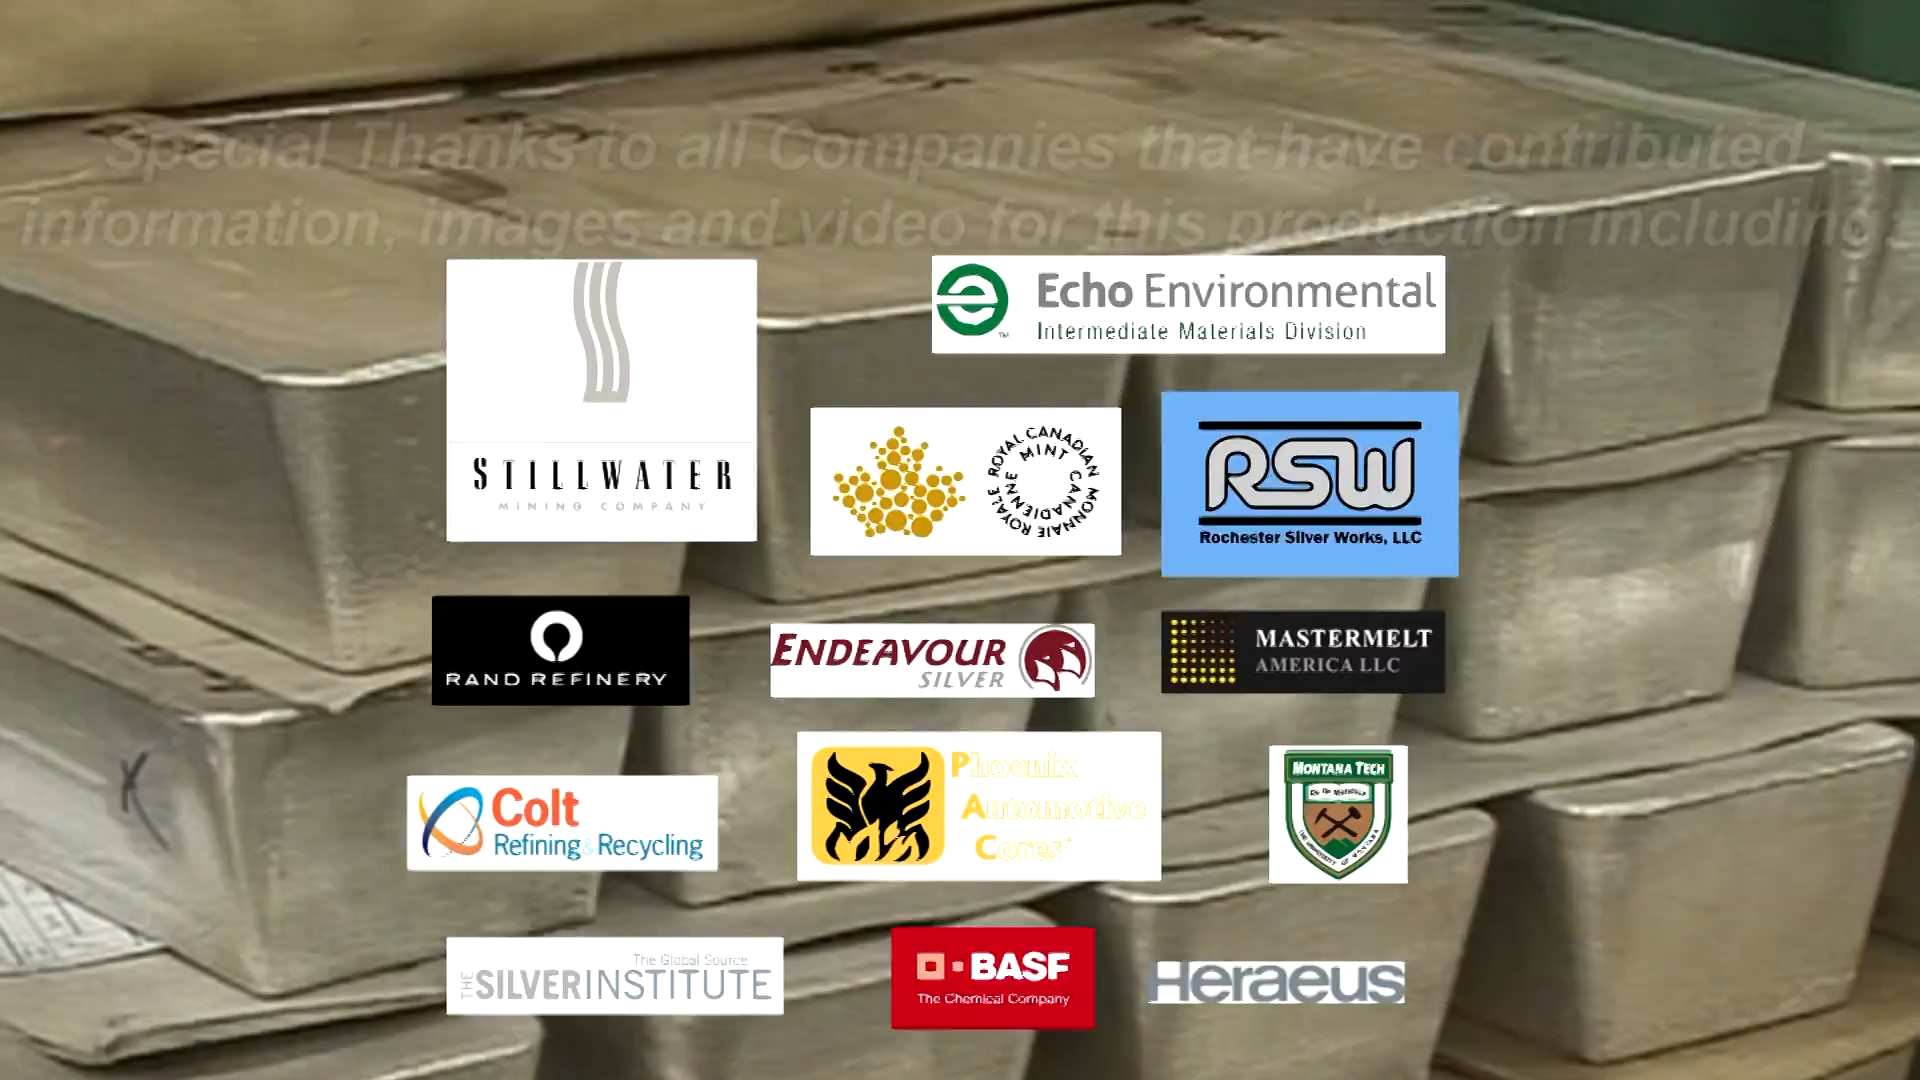 Special Thanks to all Companies that have contributed
information, images and video for this production including:
STILLWATER
MINING COMPANY
Echo Environmental
Intermediate Materials Division
ROYAL CANADIAN MINT
MONNAIE ROYALE CANADIENNE
RSW
Rochester Silver Works, LLC
RAND REFINERY
ENDEAVOUR
SILVER
MASTERMELT
AMERICA LLC
Colt
Refining & Recycling
Phoenix
Automotive
Cores
MONTANA TECH
The Global Source
THE SILVERINSTITUTE
BASF
The Chemical Company
Heraeus